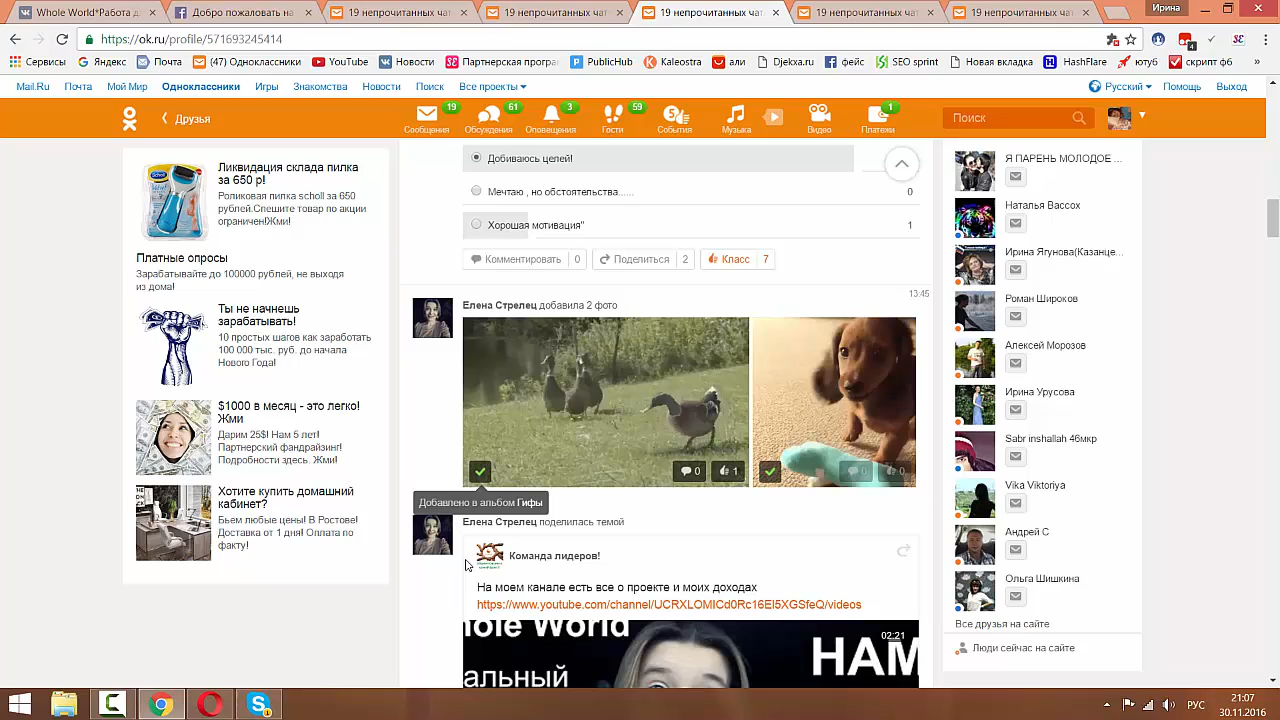 Whole World*Работа д
Добро пожаловать на
19 непрочитанных чат
19 непрочитанных чат
19 непрочитанных чат
19 непрочитанных чат
19 непрочитанных чат
Ирина
https://ok.ru/profile/571693245414
Сервисы
Яндекс
Почта
(47) Одноклассники
YouTube
Новости
Партнерская програм
PublicHub
Kaleostra
али
Djekxa.ru
фейс
SEO sprint
Новая вкладка
HashFlare
ютуб
скрипт фб
Mail.Ru Почта Мой Мир Одноклассники Игры Знакомства Новости Поиск Все проекты
Русский Помощь Выход
Друзья
19 61 3 59 1
Сообщения Обсуждения Оповещения Гости События Музыка Видео Платежи
Поиск
Ликвидация склада пилка
за 650 р!
Роликовая пилка scholl за 650
рублей.Спешите товар по акции
ограничен!Жми!
Платные опросы
Зарабатывайте до 100000 рублей, не выходя
из дома!
Ты не начнешь
зарабатывать!
10 простых шагов как заработать
100 000 тыс. руб. до начала
Нового Года!
$1000 в месяц - это легко!
Жми
Дарим 25$! Нам 5 лет!
Партнерский фандрайзинг!
Подробности здесь. Жми!
Хотите купить домашний
кабинет?
Бьем любые цены! В Ростове!
Доставка от 1 дня! Оплата по
факту!
Добиваюсь целей!
Мечтаю , но обстоятельства...... 0
Хорошая мотивация" 1
Комментировать 0 Поделиться 2 Класс 7
13:45
Елена Стрелец добавила 2 фото
0 1 0 0
Добавлено в альбом Гифы
Елена Стрелец поделилась темой
Команда лидеров!
На моем канале есть все о проекте и моих доходах
https://www.youtube.com/channel/UCRXLOMICd0Rc16EI5XGSfeQ/videos
ole World
02:21
НАМ
альный
Я ПАРЕНЬ МОЛОДОЕ ...
Наталья Вассох
Ирина Ягунова(Казанце...
Роман Широков
Алексей Морозов
Ирина Урусова
Sabr inshallah 46мкр
Vika Viktoriya
Андрей С
Ольга Шишкина
Все друзья на сайте
Люди сейчас на сайте
РУС
21:07
30.11.2016